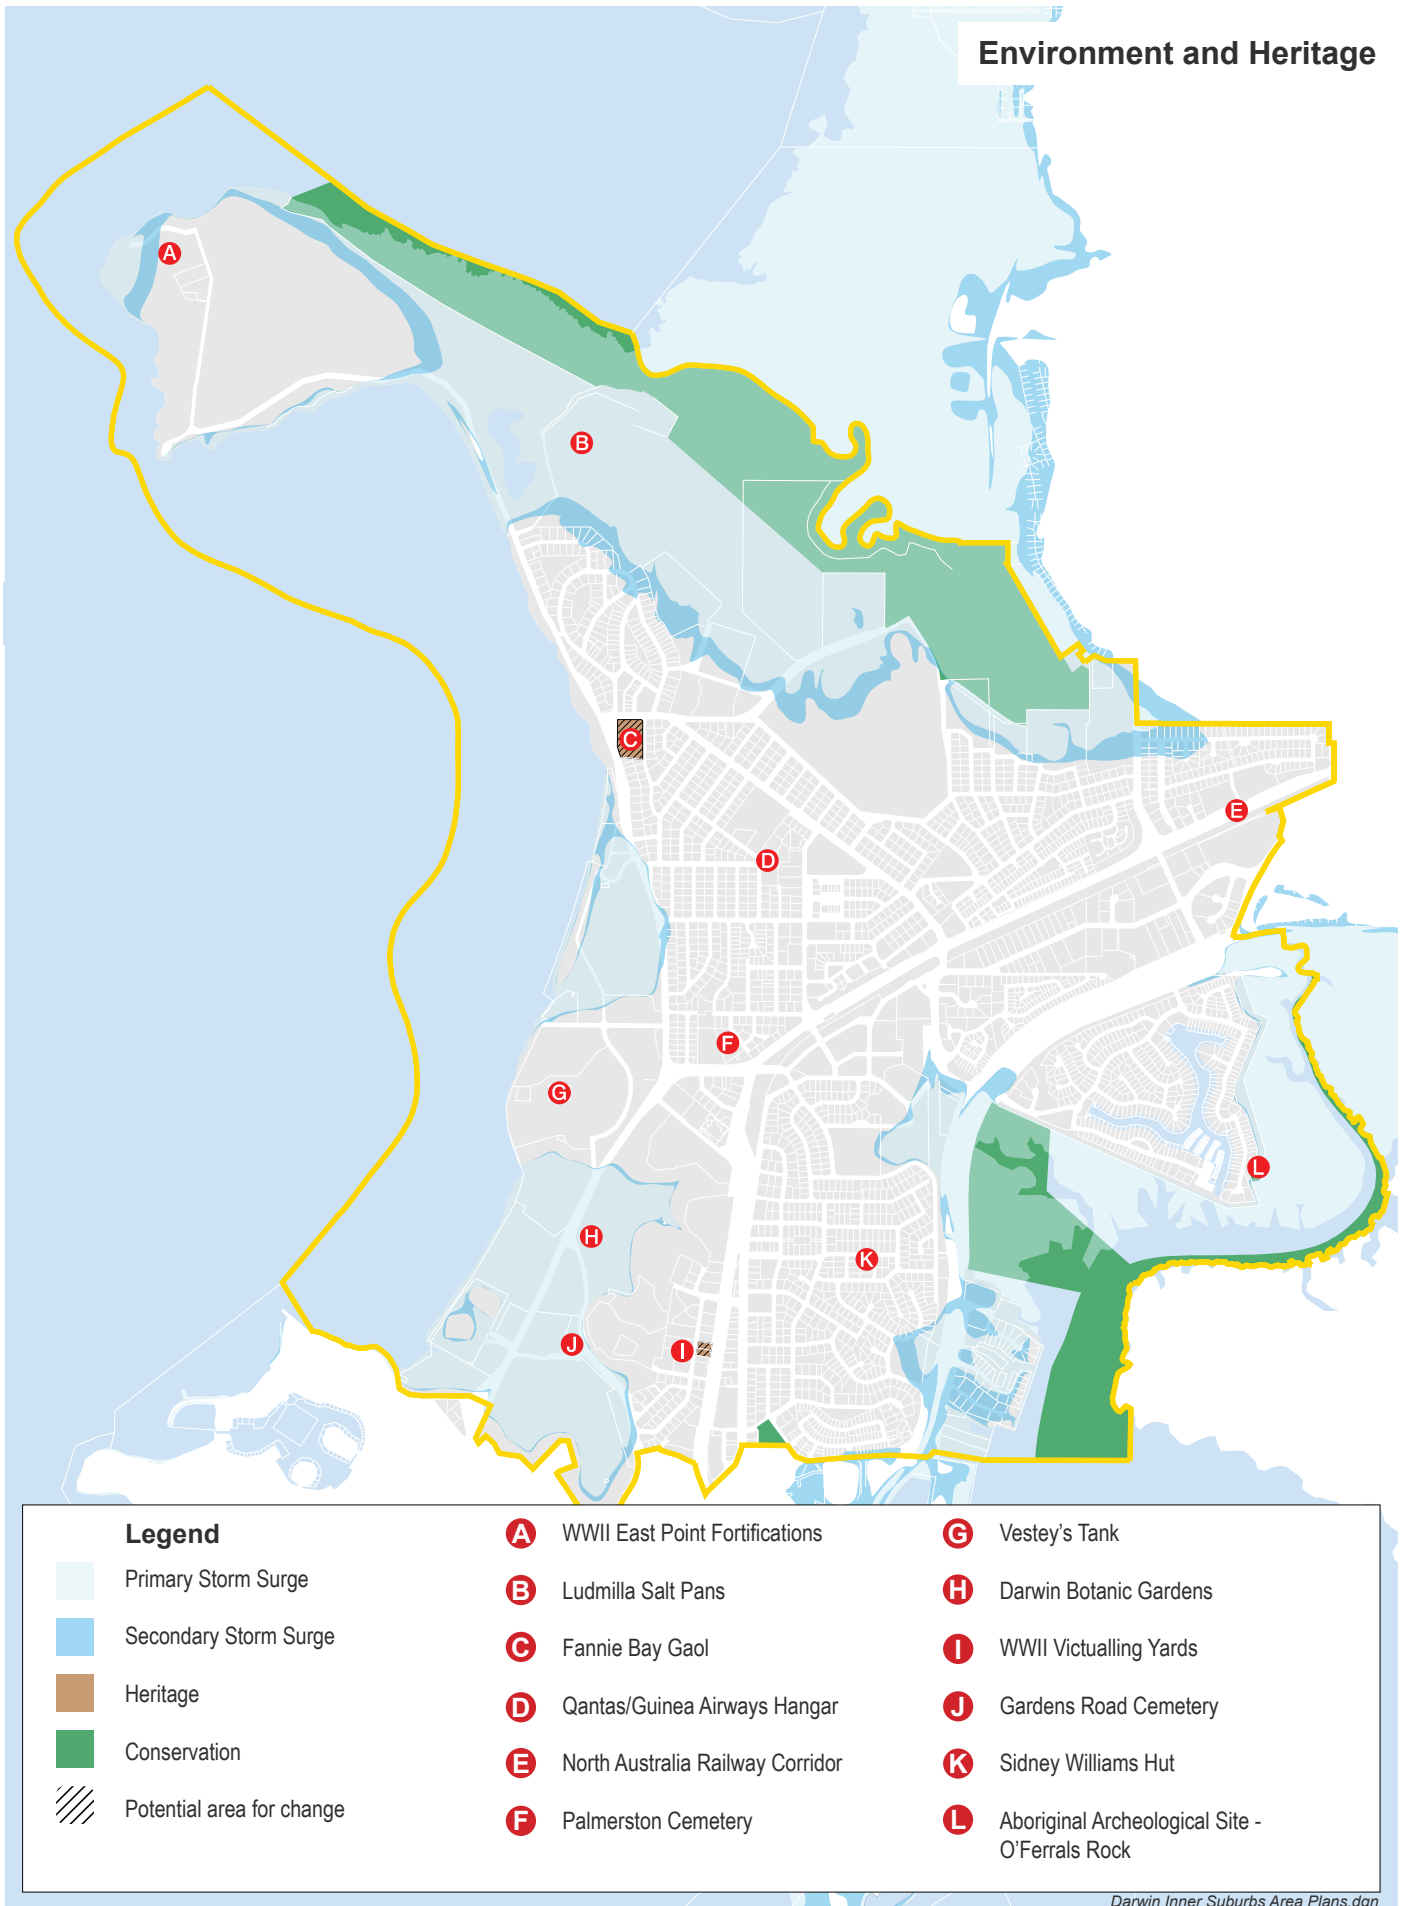 Environment and Heritage
A
B
C
D
E
F
G
H
I
J
K
L
Legend
Primary Storm Surge
Secondary Storm Surge
Heritage
Conservation
Potential area for change
A WWII East Point Fortifications
B Ludmilla Salt Pans
C Fannie Bay Gaol
D Qantas/Guinea Airways Hangar
E North Australia Railway Corridor
F Palmerston Cemetery
G Vestey's Tank
H Darwin Botanic Gardens
I WWII Victualling Yards
J Gardens Road Cemetery
K Sidney Williams Hut
L Aboriginal Archeological Site -
O'Ferrals Rock
Darwin Inner Suburbs Area Plans.dgn